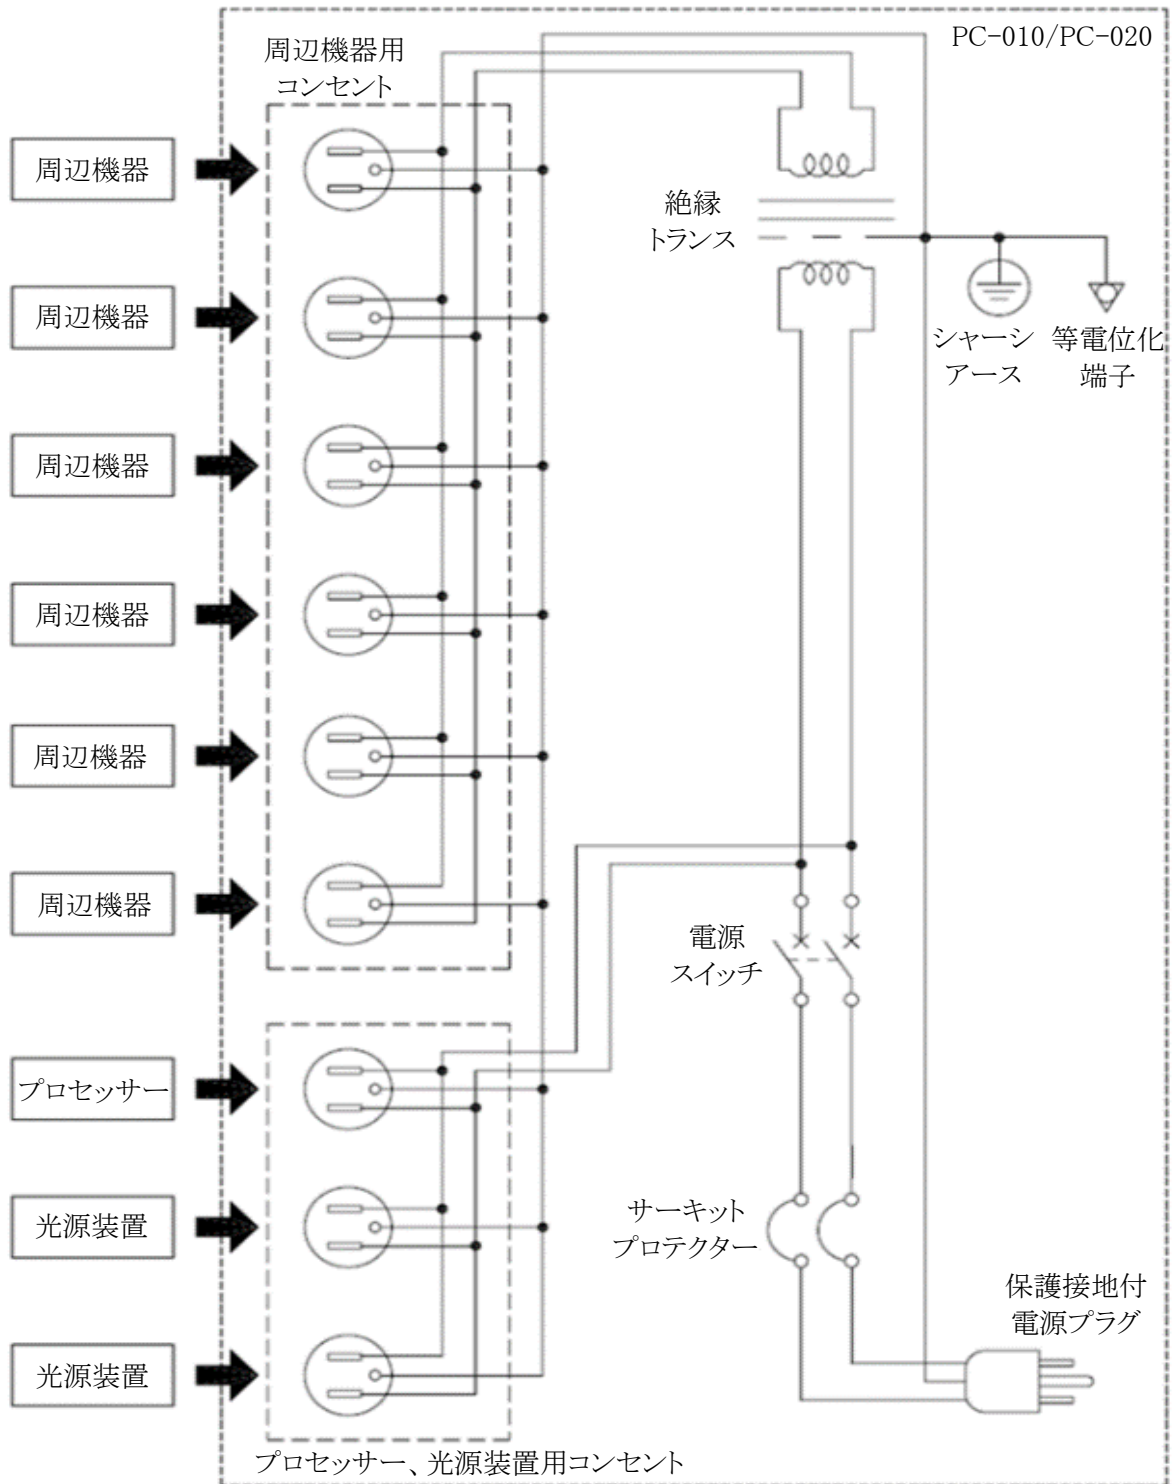 PC-010/PC-020
周辺機器用
コンセント
周辺機器
絶縁
トランス
周辺機器
シャーシ
アース
等電位化
端子
周辺機器
周辺機器
周辺機器
周辺機器
電源
スイッチ
プロセッサー
光源装置
サーキット
プロテクター
保護接地付
電源プラグ
光源装置
プロセッサー、光源装置用コンセント